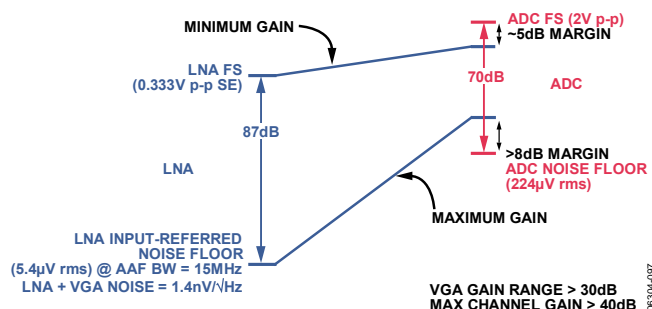 MINIMUM GAIN
ADC FS (2V p-p)
~5dB MARGIN
LNA FS
(0.333V p-p SE)
70dB
ADC
87dB
LNA
>8dB MARGIN
ADC NOISE FLOOR
(224µV rms)
MAXIMUM GAIN
LNA INPUT-REFERRED
NOISE FLOOR
(5.4µV rms) @ AAF BW = 15MHz
LNA + VGA NOISE = 1.4nV/√Hz
VGA GAIN RANGE > 30dB
MAX CHANNEL GAIN > 40dB
06304-097